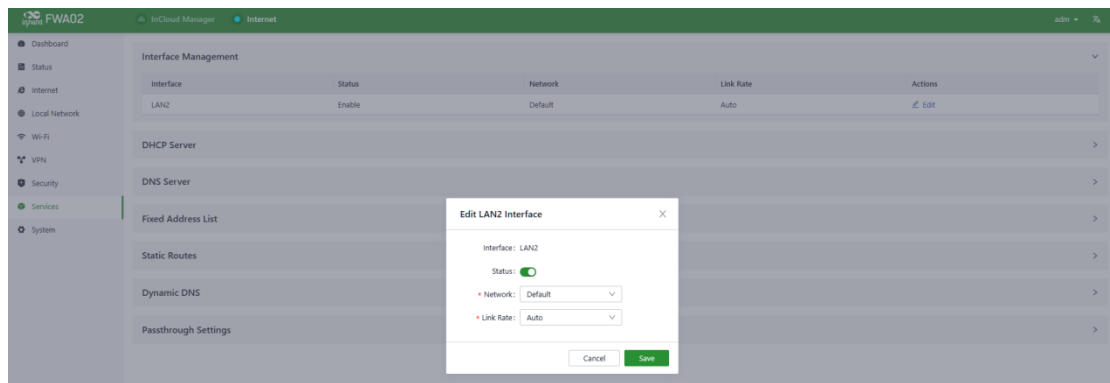 inhand FWA02 InCloud Manager Internet adm
Dashboard
Status
Internet
Local Network
Wi-Fi
VPN
Security
Services
System
Interface Management
Interface Status Network Link Rate Actions
LAN2 Enable Default Auto Edit
DHCP Server
DNS Server
Fixed Address List
Static Routes
Dynamic DNS
Passthrough Settings
Edit LAN2 Interface
Interface: LAN2
Status:
* Network: Default
* Link Rate: Auto
Cancel Save